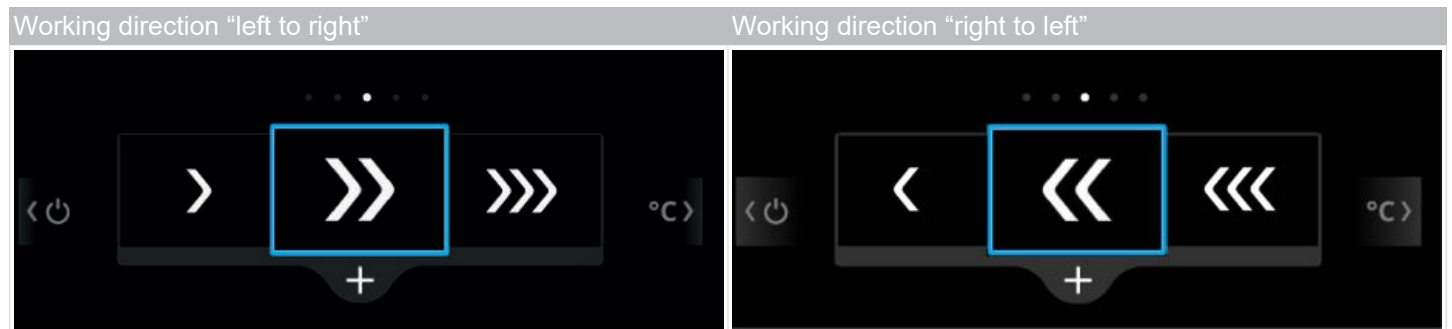 Working direction “left to right”
Working direction “right to left”
°C
°C